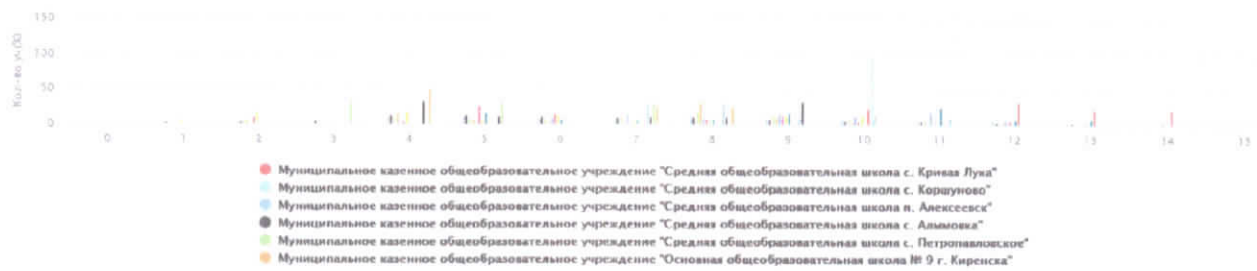 150
100
50
0
Кол-во уч(%)
0 1 2 3 4 5 6 7 8 9 10 11 12 13 14 15
Муниципальное казенное общеобразовательное учреждение "Средняя общеобразовательная школа с. Кривая Лука"
Муниципальное казенное общеобразовательное учреждение "Средняя общеобразовательная школа с. Коршуново"
Муниципальное казенное общеобразовательное учреждение "Средняя общеобразовательная школа п. Алексеевск"
Муниципальное казенное общеобразовательное учреждение "Средняя общеобразовательная школа с. Алымовка"
Муниципальное казенное общеобразовательное учреждение "Средняя общеобразовательная школа с. Петропавловское"
Муниципальное казенное общеобразовательное учреждение "Основная общеобразовательная школа № 9 г. Киренска"